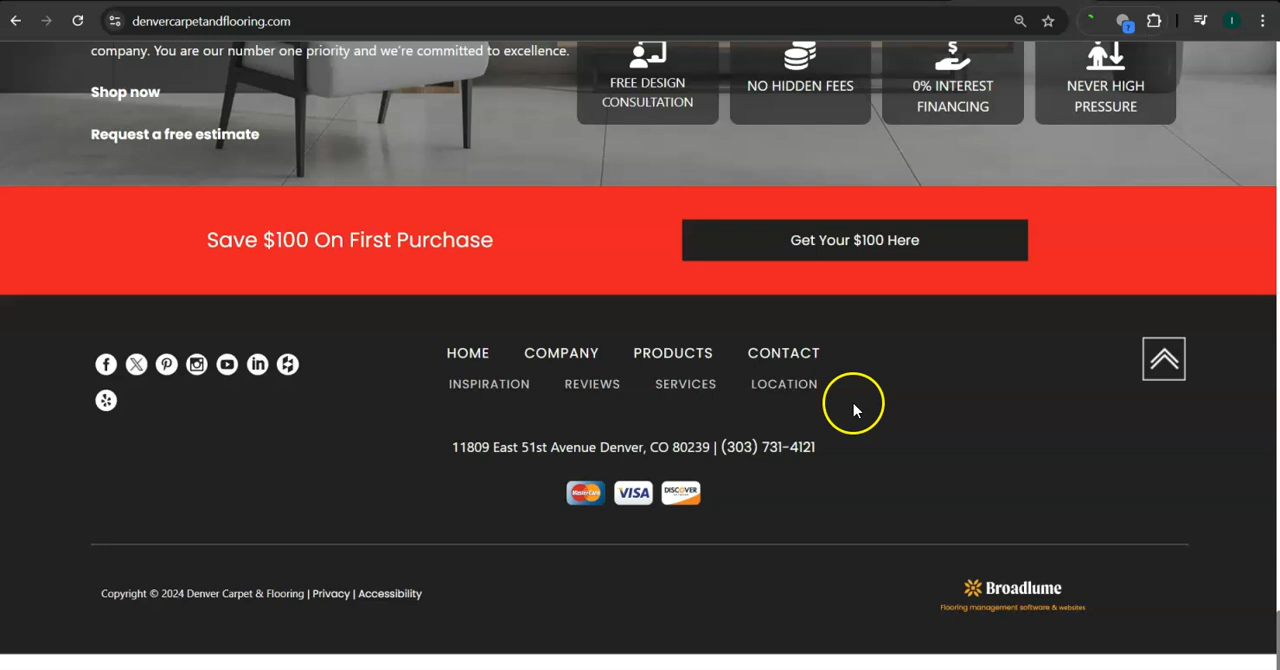 denvercarpetandflooring.com
company. You are our number one priority and we're committed to excellence.
Shop now
Request a free estimate
FREE DESIGN
CONSULTATION
NO HIDDEN FEES
0% INTEREST
FINANCING
NEVER HIGH
PRESSURE
Save $100 On First Purchase
Get Your $100 Here
HOME COMPANY PRODUCTS CONTACT
INSPIRATION REVIEWS SERVICES LOCATION
11809 East 51st Avenue Denver, CO 80239 | (303) 731-4121
MasterCard VISA DISCOVER
Copyright © 2024 Denver Carpet & Flooring | Privacy | Accessibility
Broadlume
Flooring management software & websites